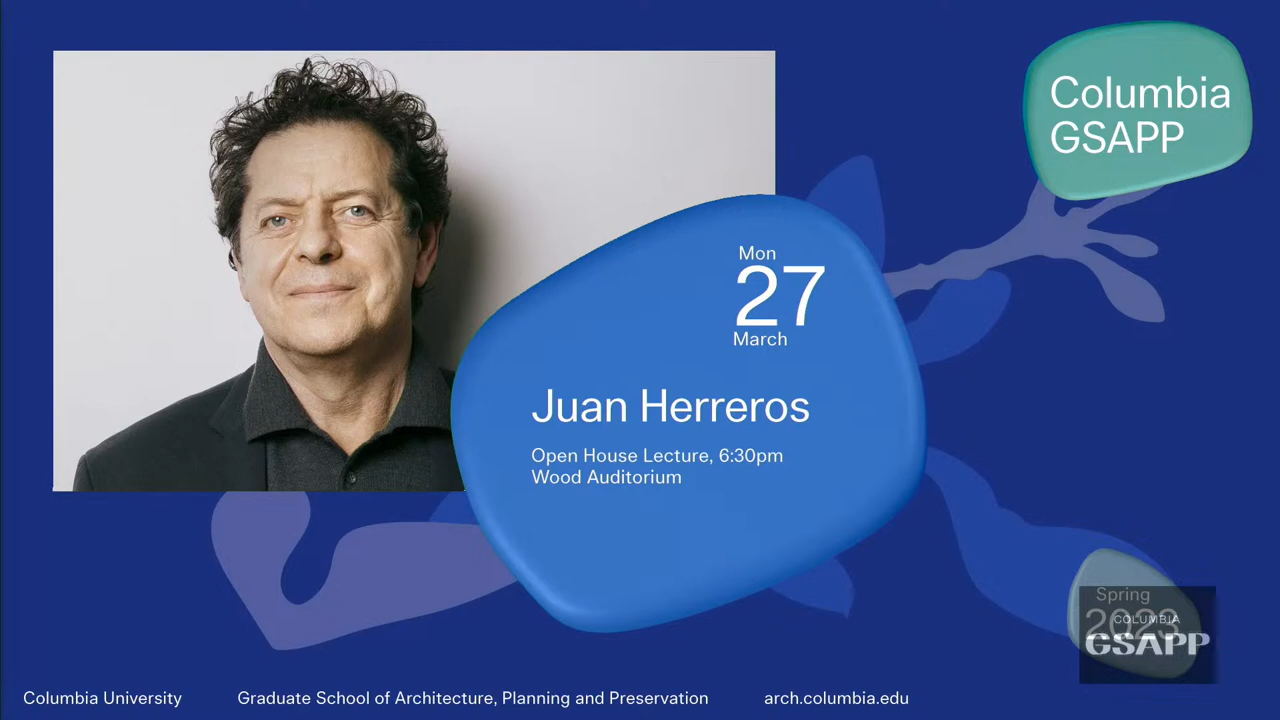 Columbia
GSAPP
Mon
27
March
Juan Herreros
Open House Lecture, 6:30pm
Wood Auditorium
Spring
2023
COLUMBIA
GSAPP
Columbia University
Graduate School of Architecture, Planning and Preservation
arch.columbia.edu